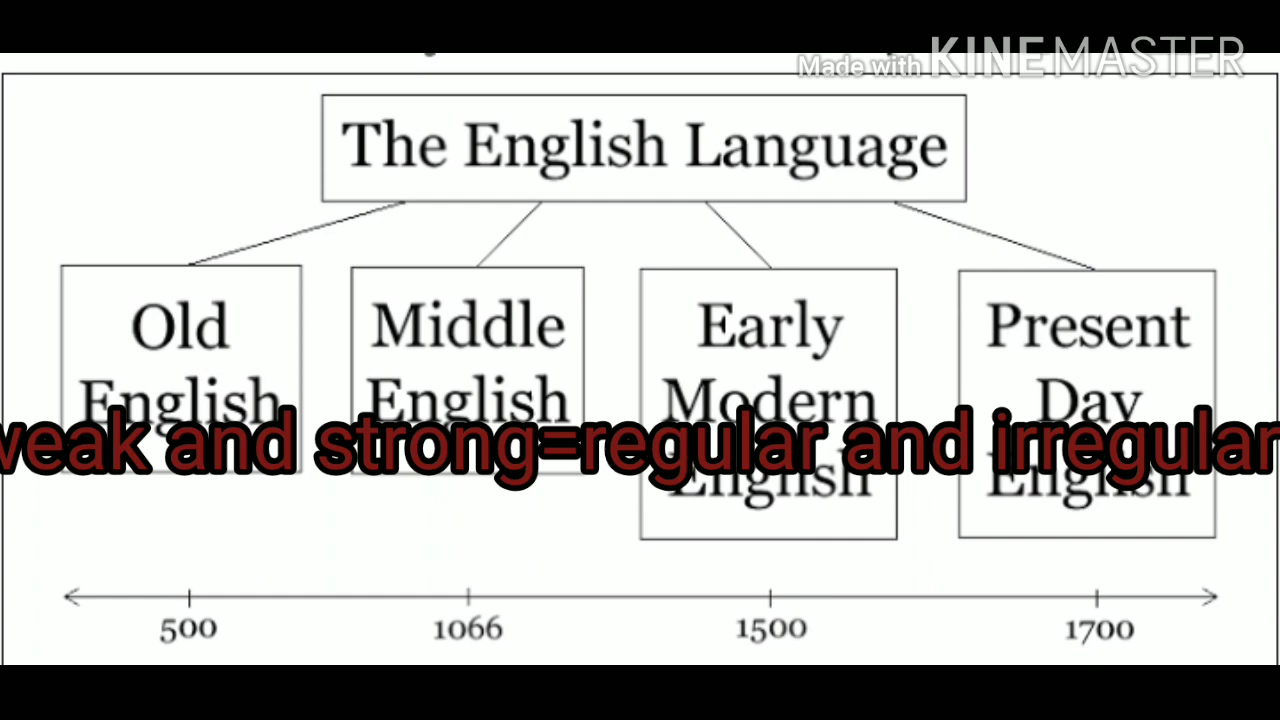 Made with KINEMASTER
The English Language
Old
English
Middle
English
Early
Modern
English
Present
Day
English
weak and strong=regular and irregular
500
1066
1500
1700